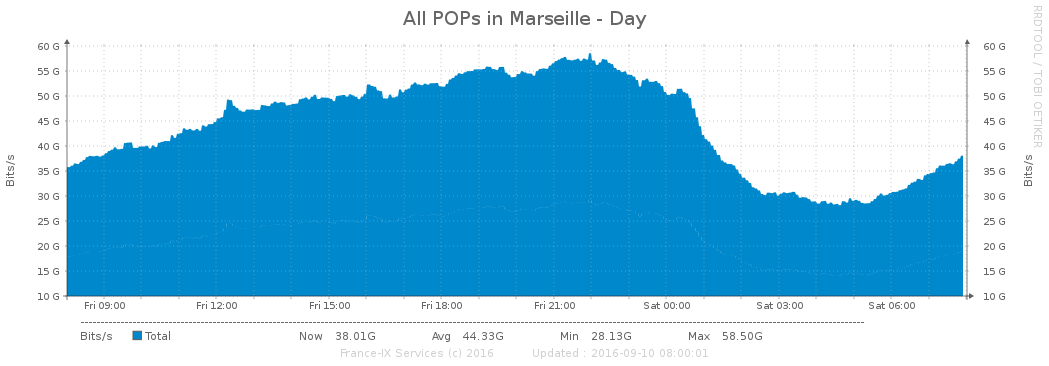 All POPs in Marseille - Day
RRDTOOL / TOBI OETIKER
60 G 60 G
55 G 55 G
50 G 50 G
45 G 45 G
40 G 40 G
35 G 35 G
30 G 30 G
25 G 25 G
20 G 20 G
15 G 15 G
10 G 10 G
Bits/s
Bits/s
Fri 09:00 Fri 12:00 Fri 15:00 Fri 18:00 Fri 21:00 Sat 00:00 Sat 03:00 Sat 06:00
Bits/s Total Now 38.01G Avg 44.33G Min 28.13G Max 58.50G
France-IX Services (c) 2016 Updated : 2016-09-10 08:00:01